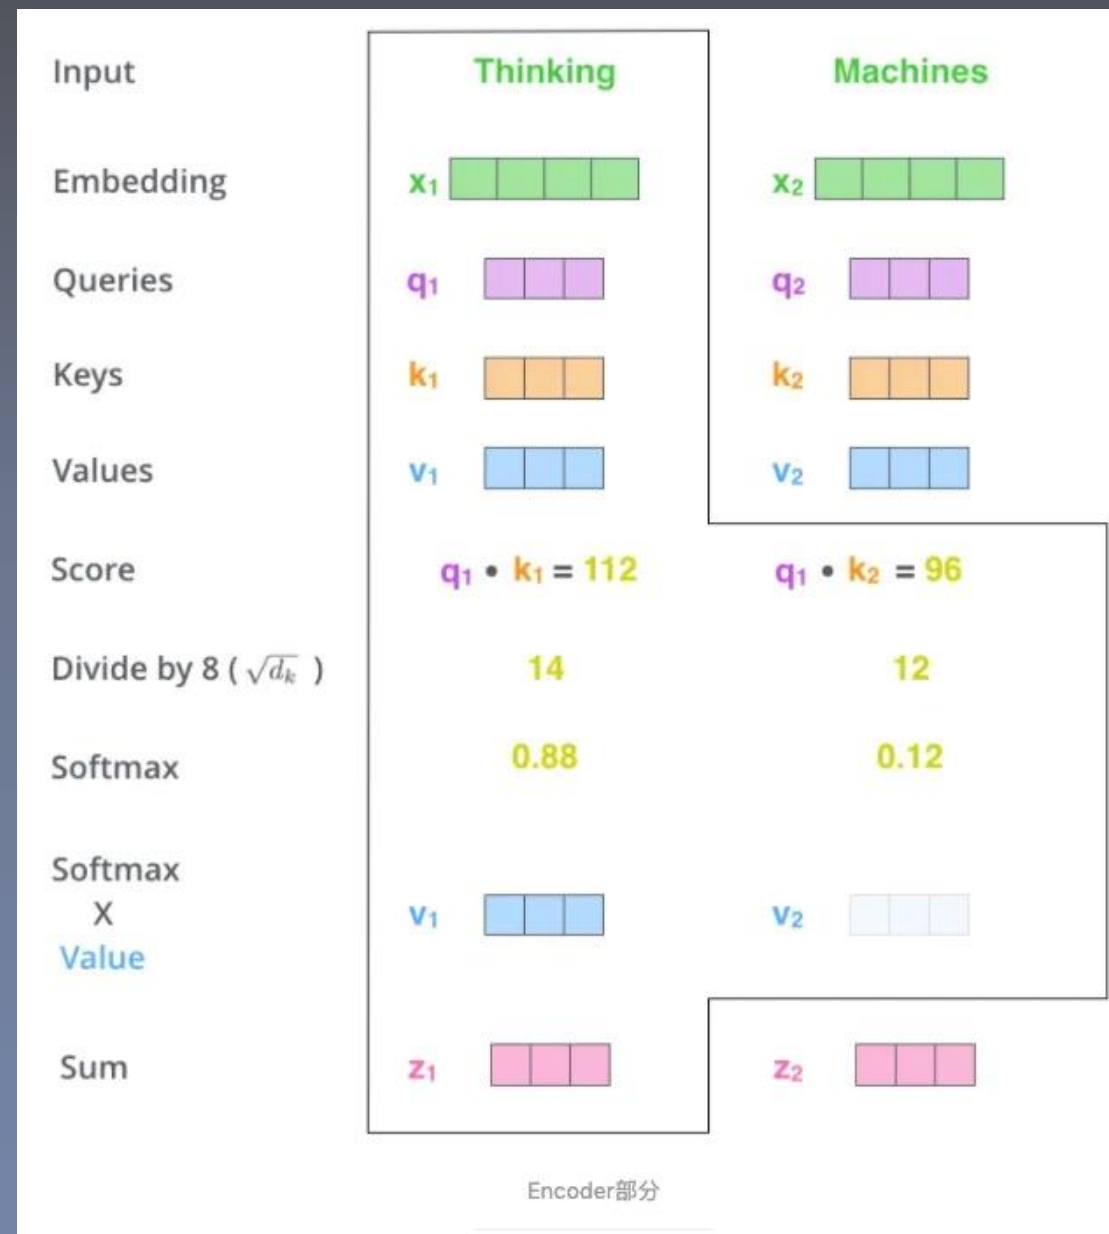 Input Thinking Machines
Embedding x₁ x₂
Queries q₁ q₂
Keys k₁ k₂
Values v₁ v₂
Score q₁ • k₁ = 112 q₁ • k₂ = 96
Divide by 8 ( √dₖ ) 14 12
Softmax 0.88 0.12
Softmax
X
Value v₁ v₂
Sum z₁ z₂
Encoder部分